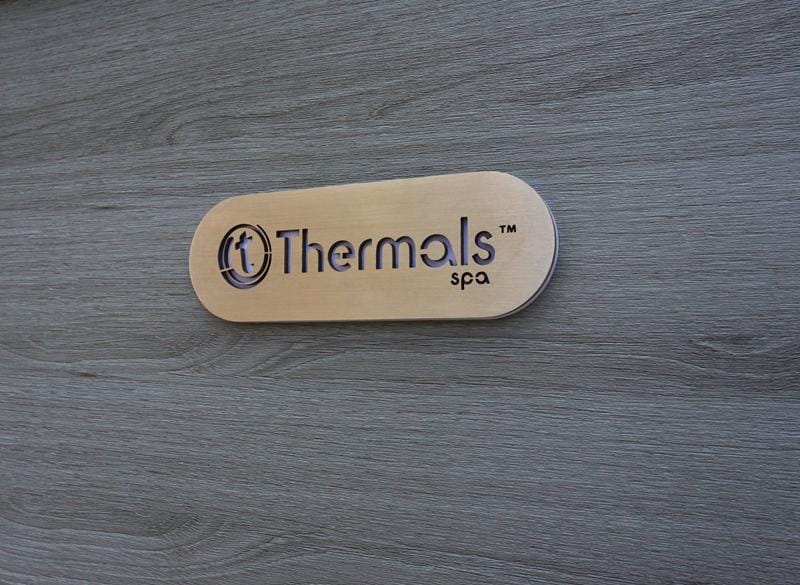 t Thermals™
spa